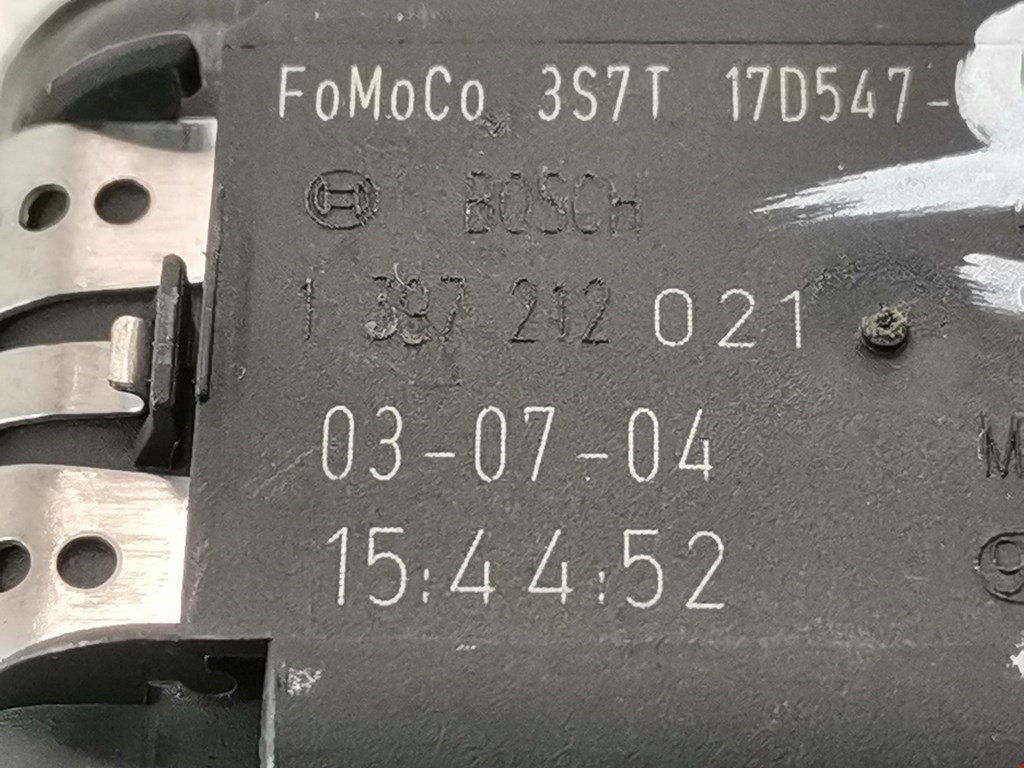 FoMoCo 3S7T 17D547-
BOSCH
1 397 212 021
03-07-04
15:44:52